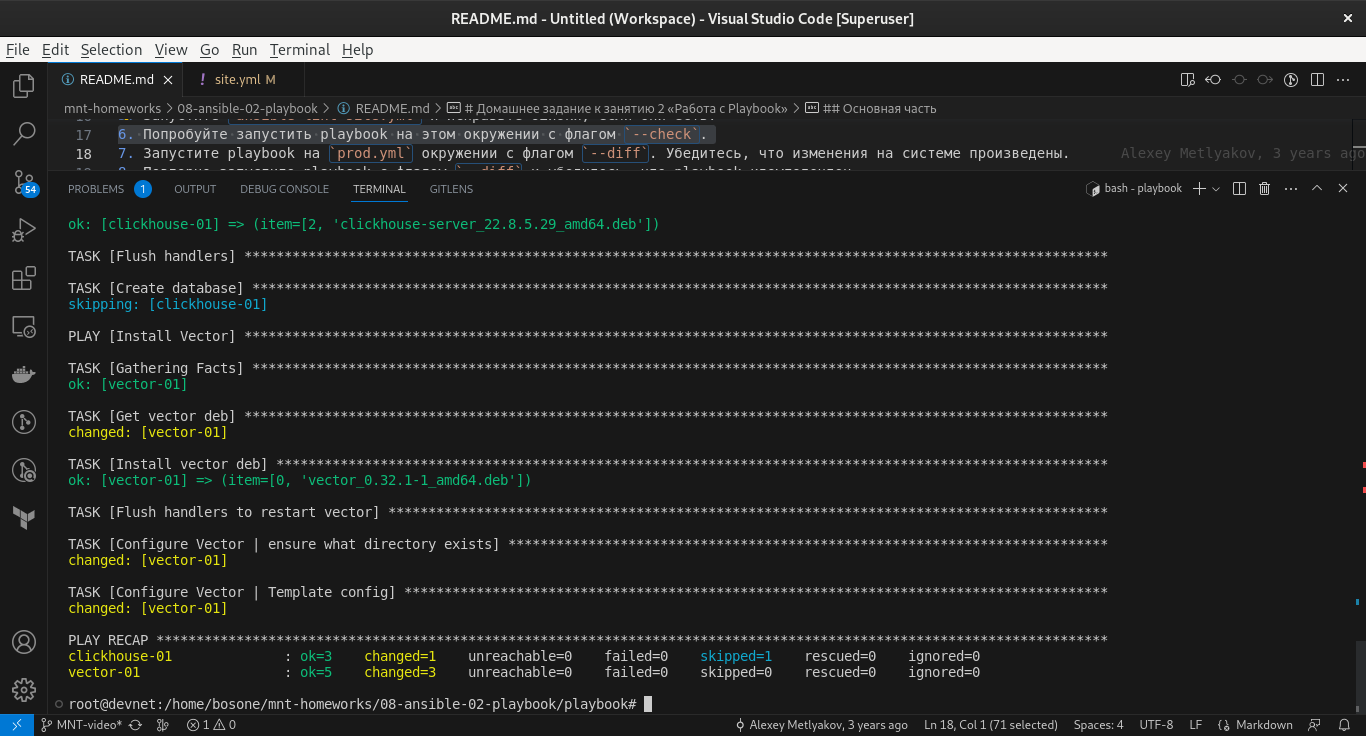 README.md - Untitled (Workspace) - Visual Studio Code [Superuser]
File Edit Selection View Go Run Terminal Help
README.md
site.yml M
mnt-homeworks > 08-ansible-02-playbook > README.md > # Домашнее задание к занятию 2 «Работа с Playbook» > ## Основная часть
17 6. Попробуйте запустить playbook на этом окружении с флагом `--check`.
18 7. Запустите playbook на `prod.yml` окружении с флагом `--diff`. Убедитесь, что изменения на системе произведены. Alexey Metlyakov, 3 years ago
PROBLEMS 1 OUTPUT DEBUG CONSOLE TERMINAL GITLENS bash - playbook
54
ok: [clickhouse-01] => (item=[2, 'clickhouse-server_22.8.5.29_amd64.deb'])
TASK [Flush handlers] ************************************************************************************************************
TASK [Create database] ***********************************************************************************************************
skipping: [clickhouse-01]
PLAY [Install Vector] ************************************************************************************************************
TASK [Gathering Facts] ***********************************************************************************************************
ok: [vector-01]
TASK [Get vector deb] ************************************************************************************************************
changed: [vector-01]
TASK [Install vector deb] ********************************************************************************************************
ok: [vector-01] => (item=[0, 'vector_0.32.1-1_amd64.deb'])
TASK [Flush handlers to restart vector] ******************************************************************************************
TASK [Configure Vector | ensure what directory exists] ***************************************************************************
changed: [vector-01]
TASK [Configure Vector | Template config] ****************************************************************************************
changed: [vector-01]
PLAY RECAP ***********************************************************************************************************************
clickhouse-01 : ok=3 changed=1 unreachable=0 failed=0 skipped=1 rescued=0 ignored=0
vector-01 : ok=5 changed=3 unreachable=0 failed=0 skipped=0 rescued=0 ignored=0
root@devnet:/home/bosone/mnt-homeworks/08-ansible-02-playbook/playbook#
MNT-video* 1 0 Alexey Metlyakov, 3 years ago Ln 18, Col 1 (71 selected) Spaces: 4 UTF-8 LF Markdown